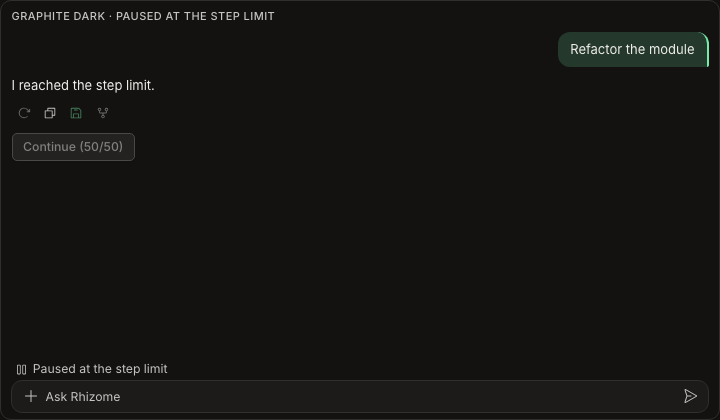 GRAPHITE DARK · PAUSED AT THE STEP LIMIT
Refactor the module
I reached the step limit.
Continue (50/50)
Paused at the step limit
Ask Rhizome